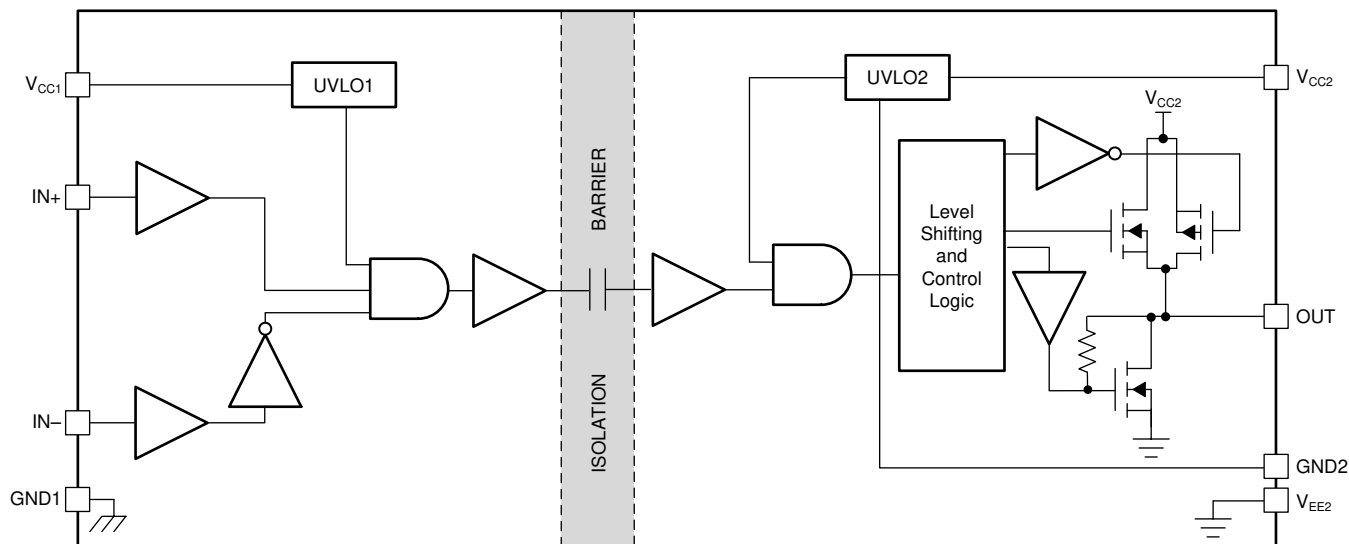 V_CC1
UVLO1
UVLO2
V_CC2
V_CC2
IN+
BARRIER
Level
Shifting
and
Control
Logic
OUT
ISOLATION
IN–
GND2
GND1
V_EE2